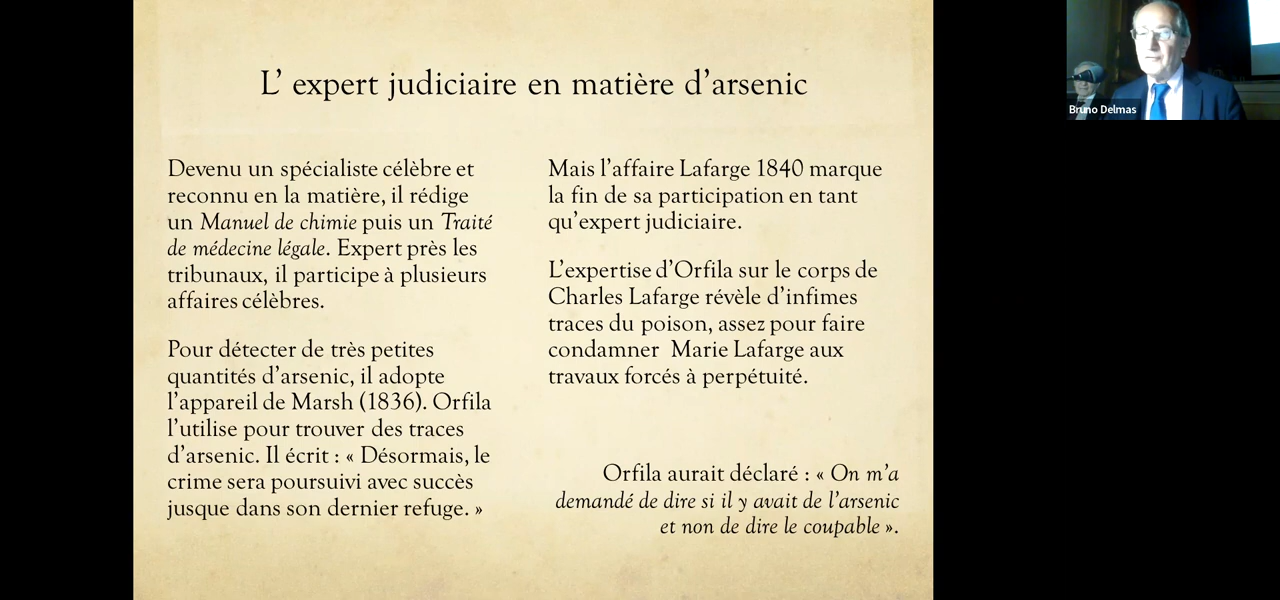 L' expert judiciaire en matière d'arsenic
Devenu un spécialiste célèbre et
reconnu en la matière, il rédige
un Manuel de chimie puis un Traité
de médecine légale. Expert près les
tribunaux, il participe à plusieurs
affaires célèbres.
Pour détecter de très petites
quantités d'arsenic, il adopte
l'appareil de Marsh (1836). Orfila
l'utilise pour trouver des traces
d'arsenic. Il écrit : « Désormais, le
crime sera poursuivi avec succès
jusque dans son dernier refuge. »
Mais l'affaire Lafarge 1840 marque
la fin de sa participation en tant
qu'expert judiciaire.
L'expertise d'Orfila sur le corps de
Charles Lafarge révèle d'infimes
traces du poison, assez pour faire
condamner  Marie Lafarge aux
travaux forcés à perpétuité.
Orfila aurait déclaré : « On m'a
demandé de dire si il y avait de l'arsenic
et non de dire le coupable ».
Bruno Delmas